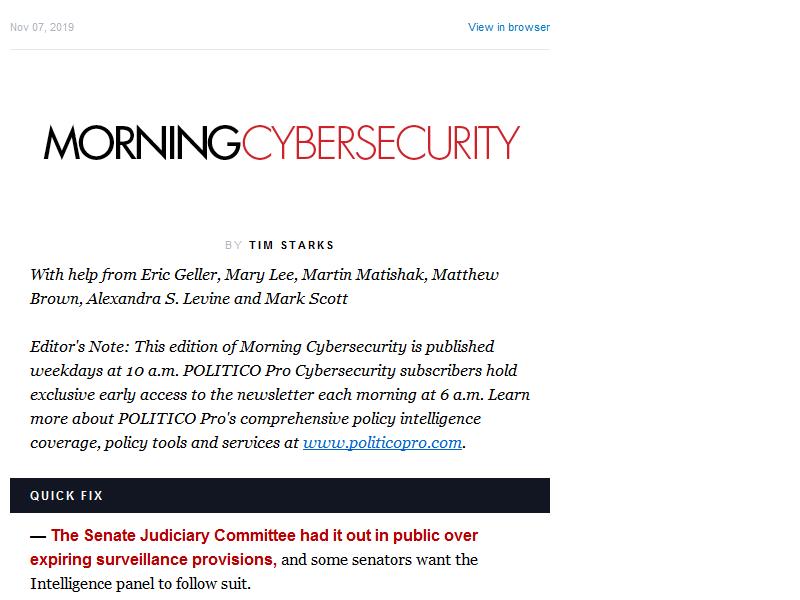 Nov 07, 2019
View in browser
MORNINGCYBERSECURITY
BY TIM STARKS
With help from Eric Geller, Mary Lee, Martin Matishak, Matthew
Brown, Alexandra S. Levine and Mark Scott
Editor's Note: This edition of Morning Cybersecurity is published
weekdays at 10 a.m. POLITICO Pro Cybersecurity subscribers hold
exclusive early access to the newsletter each morning at 6 a.m. Learn
more about POLITICO Pro's comprehensive policy intelligence
coverage, policy tools and services at www.politicopro.com.
QUICK FIX
— The Senate Judiciary Committee had it out in public over
expiring surveillance provisions, and some senators want the
Intelligence panel to follow suit.